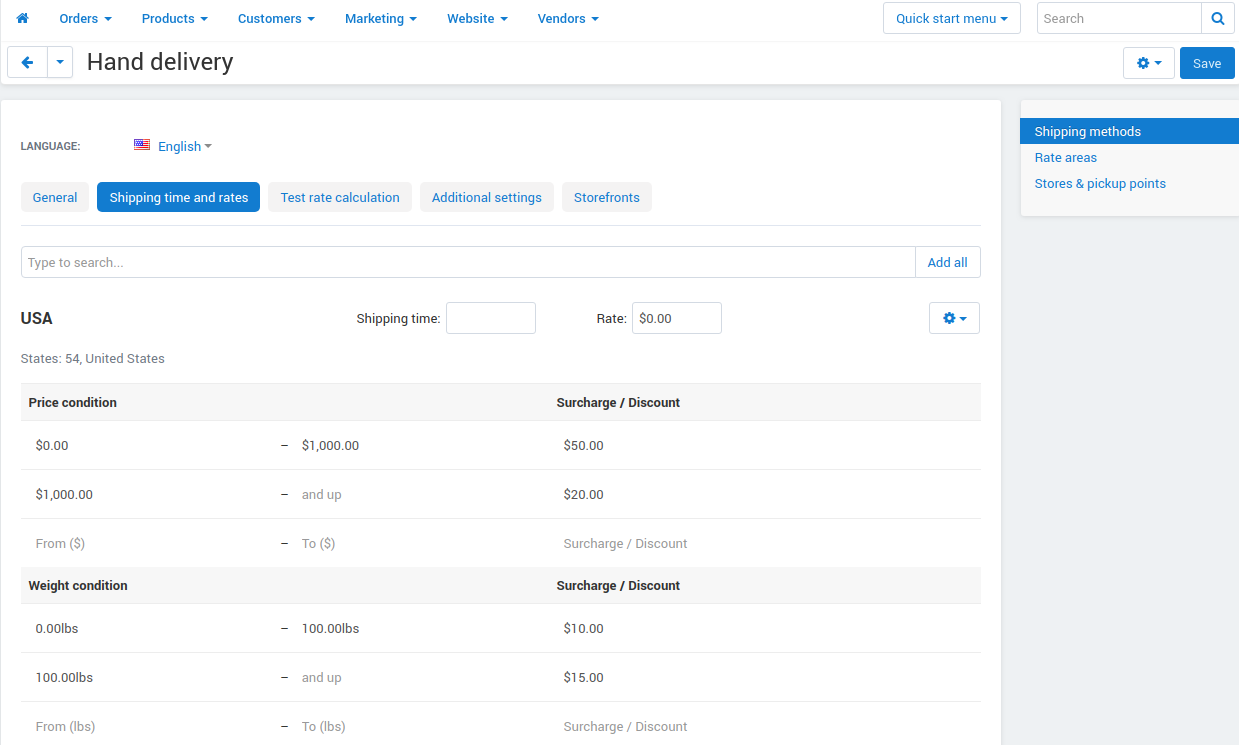 Orders Products Customers Marketing Website Vendors Quick start menu Search
Hand delivery Save
LANGUAGE: English
General Shipping time and rates Test rate calculation Additional settings Storefronts
Type to search... Add all
USA Shipping time: Rate: $0.00
States: 54, United States
Price condition Surcharge / Discount
$0.00 – $1,000.00 $50.00
$1,000.00 – and up $20.00
From ($) – To ($) Surcharge / Discount
Weight condition Surcharge / Discount
0.00lbs – 100.00lbs $10.00
100.00lbs – and up $15.00
From (lbs) – To (lbs) Surcharge / Discount
Shipping methods
Rate areas
Stores & pickup points